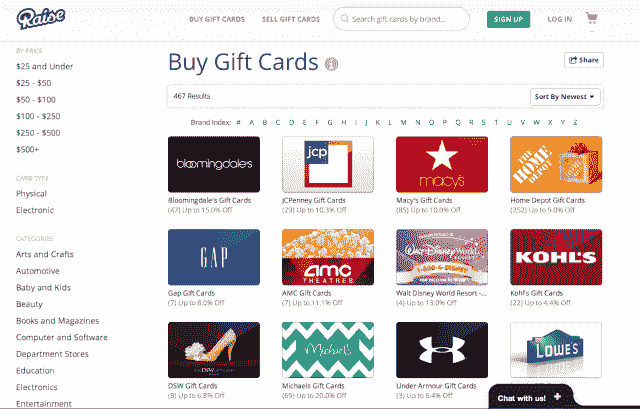 Raise
BUY GIFT CARDS
SELL GIFT CARDS
Search gift cards by brand...
SIGN UP
LOG IN
BY PRICE
$25 and Under
$25 - $50
$50 - $100
$100 - $250
$250 - $500
$500+
CARD TYPE
Physical
Electronic
CATEGORIES
Arts and Crafts
Automotive
Baby and Kids
Beauty
Books and Magazines
Computer and Software
Department Stores
Education
Electronics
Entertainment
Buy Gift Cards
Share
467 Results
Sort By Newest
Brand Index: # A B C D E F G H I J K L M N O P Q R S T U V W X Y Z
bloomingdales
jcp
macy's
THE HOME DEPOT
Bloomingdale's Gift Cards
(47) Up to 15.0% Off
JCPenney Gift Cards
(29) Up to 10.3% Off
Macy's Gift Cards
(85) Up to 10.0% Off
Home Depot Gift Cards
(252) Up to 9.0% Off
GAP
amc
THEATRES
Walt Disney World
KOHL'S
Gap Gift Cards
(7) Up to 8.0% Off
AMC Gift Cards
(7) Up to 11.1% Off
Walt Disney World Resort -...
(4) Up to 13.0% Off
Kohl's Gift Cards
(22) Up to 4.4% Off
Michaels
LOWE'S
DSW Gift Cards
(8) Up to 6.8% Off
Michaels Gift Cards
(69) Up to 20.0% Off
Under Armour Gift Cards
(3) Up to 6.4% Off
Chat with us!